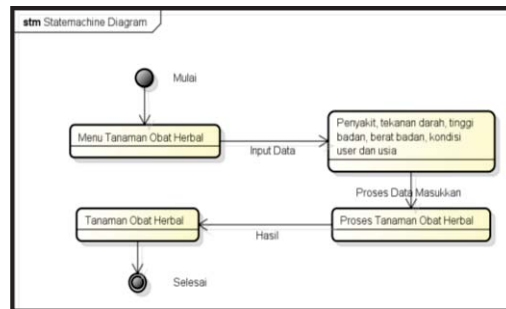 stm Statemachine Diagram
Mulai
Menu Tanaman Obat Herbal
Input Data
Penyakit, tekanan darah, tinggi
badan, berat badan, kondisi
user dan usia
Proses Data Masukkan
Tanaman Obat Herbal
Hasil
Proses Tanaman Obat Herbal
Selesai